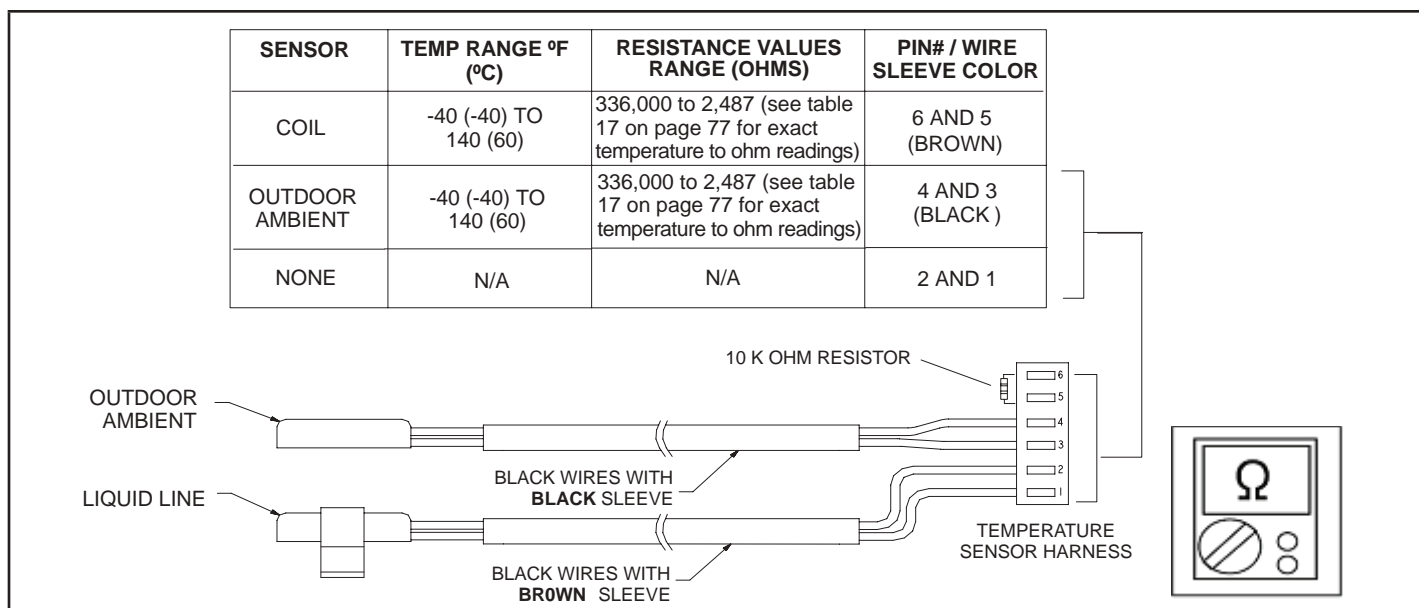 SENSOR
TEMP RANGE ºF
(ºC)
RESISTANCE VALUES
RANGE (OHMS)
PIN# / WIRE
SLEEVE COLOR
COIL
-40 (-40) TO
140 (60)
336,000 to 2,487 (see table
17 on page 77 for exact
temperature to ohm readings)
6 AND 5
(BROWN)
OUTDOOR
AMBIENT
-40 (-40) TO
140 (60)
336,000 to 2,487 (see table
17 on page 77 for exact
temperature to ohm readings)
4 AND 3
(BLACK )
NONE
N/A
N/A
2 AND 1
10 K OHM RESISTOR
6
5
4
3
2
1
OUTDOOR
AMBIENT
BLACK WIRES WITH
BLACK SLEEVE
LIQUID LINE
BLACK WIRES WITH
BR0WN SLEEVE
TEMPERATURE
SENSOR HARNESS
Ω